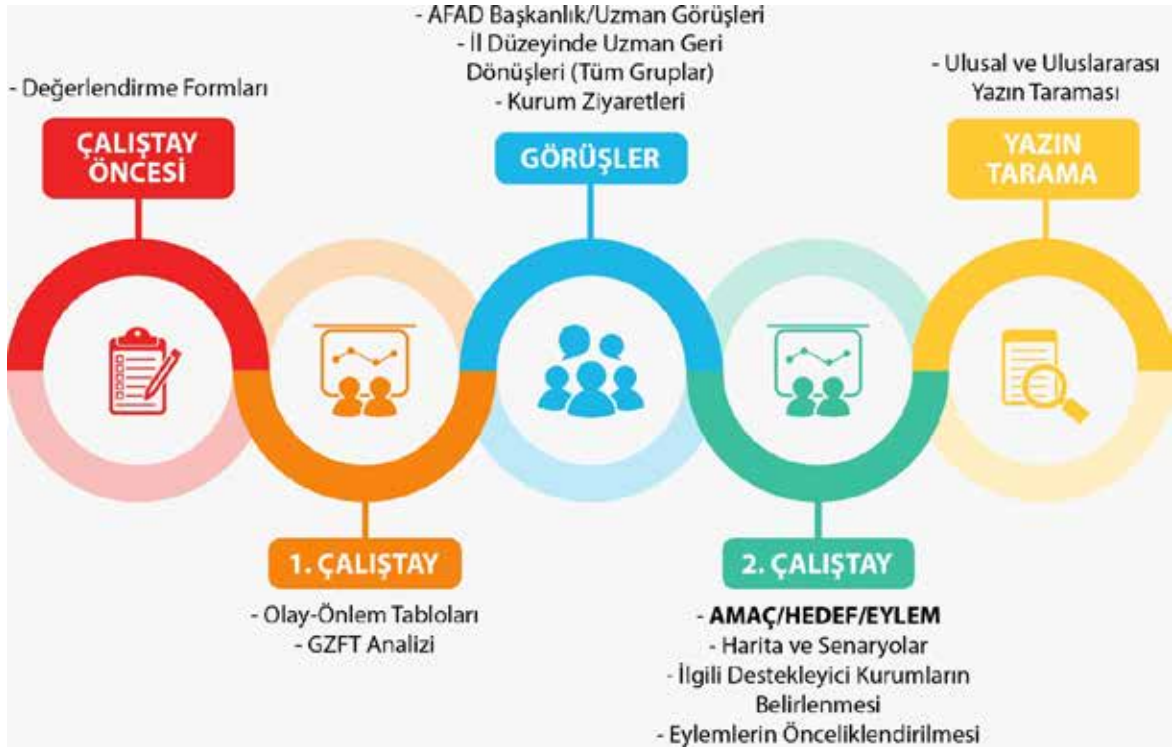 - Değerlendirme Formları
ÇALIŞTAY
ÖNCESİ
1. ÇALIŞTAY
- Olay-Önlem Tabloları
- GZFT Analizi
- AFAD Başkanlık/Uzman Görüşleri
- İl Düzeyinde Uzman Geri
Dönüşleri (Tüm Gruplar)
- Kurum Ziyaretleri
GÖRÜŞLER
2. ÇALIŞTAY
- AMAÇ/HEDEF/EYLEM
- Harita ve Senaryolar
- İlgili Destekleyici Kurumların
Belirlenmesi
- Eylemlerin Önceliklendirilmesi
- Ulusal ve Uluslararası
Yazın Taraması
YAZIN
TARAMA